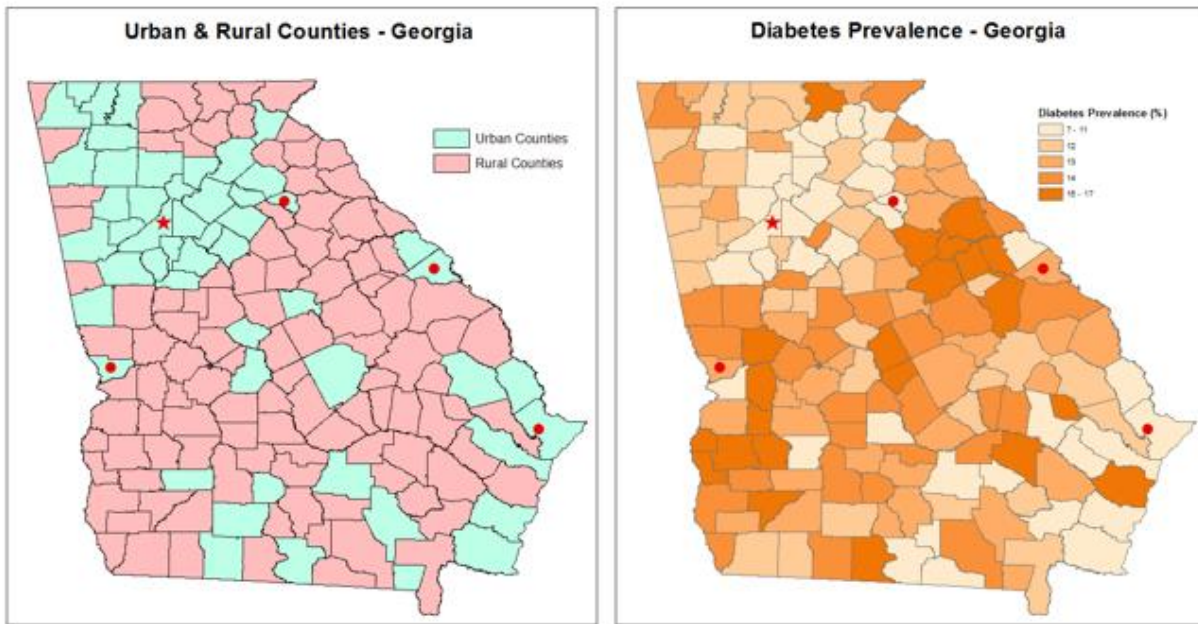 Urban & Rural Counties - Georgia
Urban Counties
Rural Counties
Diabetes Prevalence - Georgia
Diabetes Prevalence (%)
7 - 11
12
13
14
15 - 17